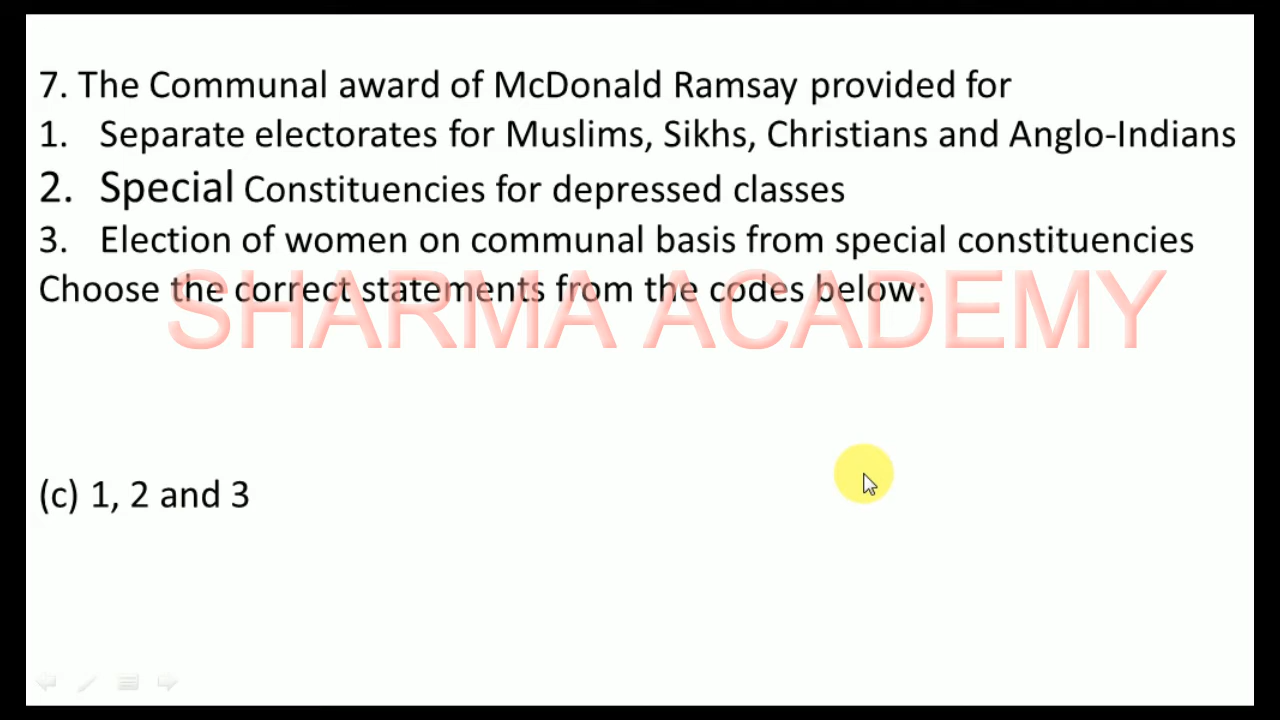 7. The Communal award of McDonald Ramsay provided for
1. Separate electorates for Muslims, Sikhs, Christians and Anglo-Indians
2. Special Constituencies for depressed classes
3. Election of women on communal basis from special constituencies
Choose the correct statements from the codes below:
SHARMA ACADEMY
(c) 1, 2 and 3